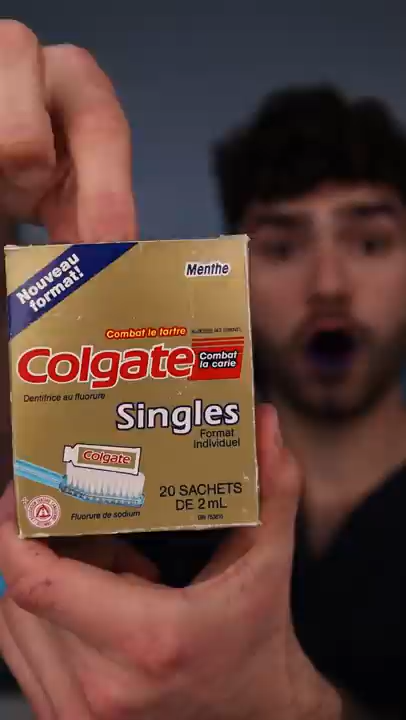 Nouveau
format!
Menthe
Combat le tartre
Colgate
Combat
la carie
Dentifrice au fluorure
Singles
Format
individuel
Colgate
20 SACHETS
DE 2 mL
Fluorure de sodium